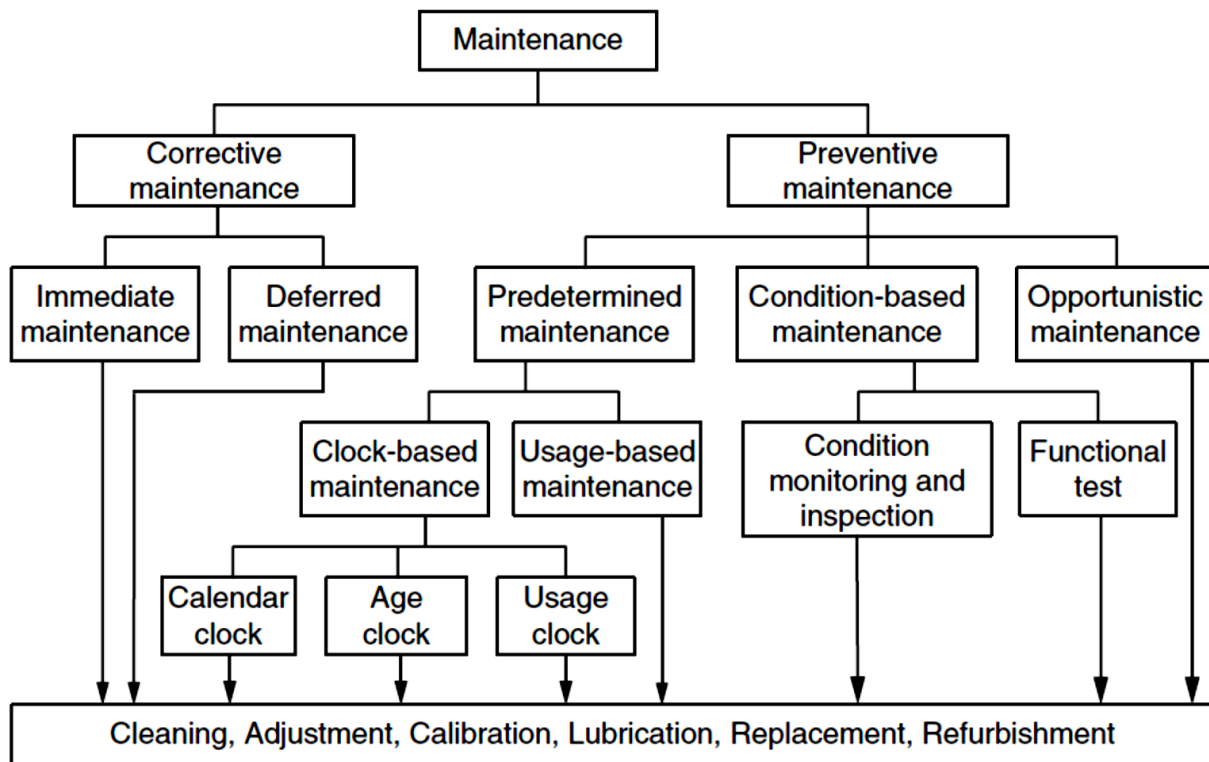 Maintenance
Corrective
maintenance
Preventive
maintenance
Immediate
maintenance
Deferred
maintenance
Predetermined
maintenance
Condition-based
maintenance
Opportunistic
maintenance
Clock-based
maintenance
Usage-based
maintenance
Condition
monitoring and
inspection
Functional
test
Calendar
clock
Age
clock
Usage
clock
Cleaning, Adjustment, Calibration, Lubrication, Replacement, Refurbishment